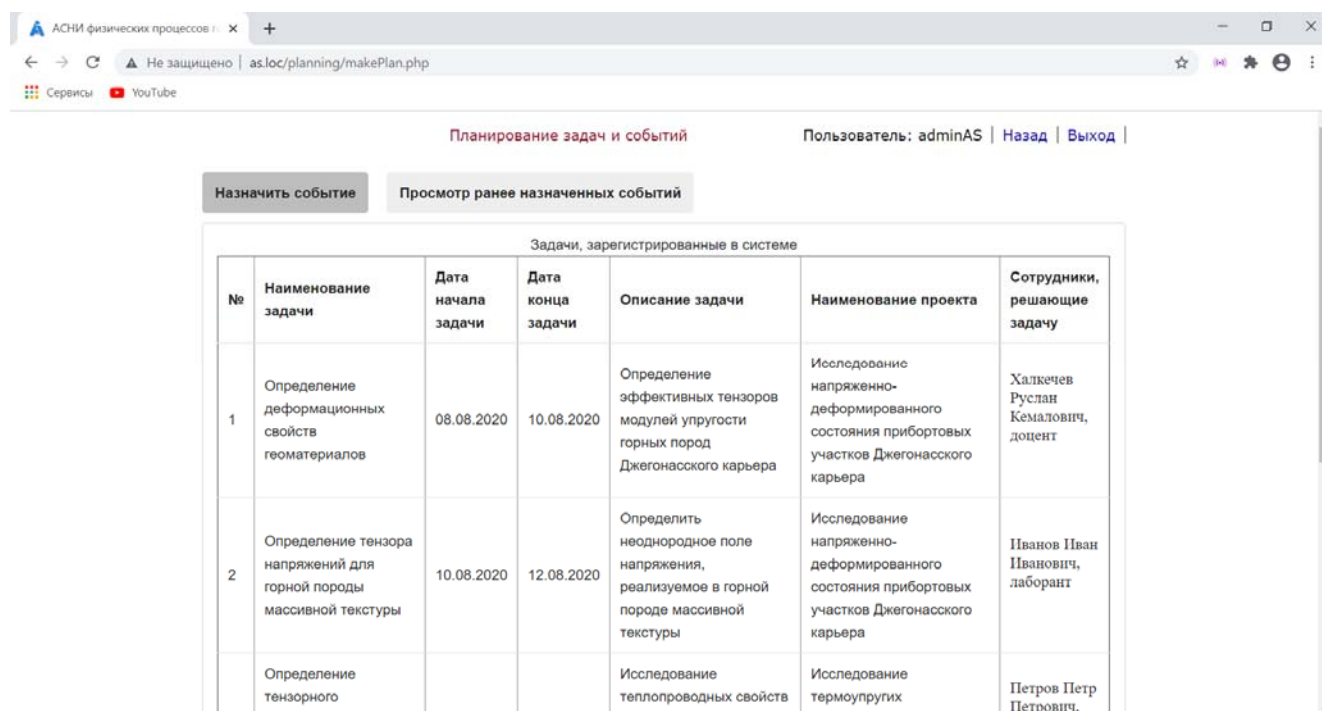 АСНИ физических процессов г
Не защищено | as.loc/planning/makePlan.php
Сервисы YouTube
Планирование задач и событий Пользователь: adminAS | Назад | Выход |
Назначить событие Просмотр ранее назначенных событий
Задачи, зарегистрированные в системе
№
Наименование
задачи
Дата
начала
задачи
Дата
конца
задачи
Описание задачи
Наименование проекта
Сотрудники,
решающие
задачу
1
Определение
деформационных
свойств
геоматериалов
08.08.2020
10.08.2020
Определение
эффективных тензоров
модулей упругости
горных пород
Джегонасского карьера
Исследование
напряженно-
деформированного
состояния прибортовых
участков Джегонасского
карьера
Халкечев
Руслан
Кемалович,
доцент
2
Определение тензора
напряжений для
горной породы
массивной текстуры
10.08.2020
12.08.2020
Определить
неоднородное поле
напряжения,
реализуемое в горной
породе массивной
текстуры
Исследование
напряженно-
деформированного
состояния прибортовых
участков Джегонасского
карьера
Иванов Иван
Иванович,
лаборант
Определение
тензорного
Исследование
теплопроводных свойств
Исследование
термоупругих
Петров Петр
Петрович,